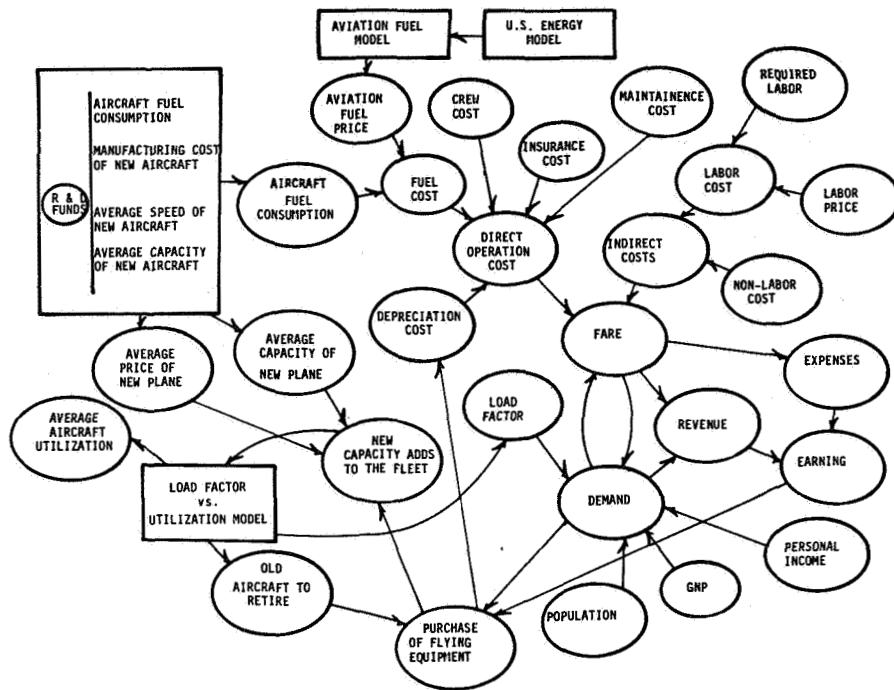 AVIATION FUEL
MODEL
U.S. ENERGY
MODEL
AIRCRAFT FUEL
CONSUMPTION
MANUFACTURING COST
OF NEW AIRCRAFT
R & D
FUNDS
AVERAGE SPEED OF
NEW AIRCRAFT
AVERAGE CAPACITY
OF NEW AIRCRAFT
AVIATION
FUEL
PRICE
CREW
COST
MAINTAINENCE
COST
REQUIRED
LABOR
INSURANCE
COST
AIRCRAFT
FUEL
CONSUMPTION
FUEL
COST
LABOR
COST
LABOR
PRICE
DIRECT
OPERATION
COST
INDIRECT
COSTS
NON-LABOR
COST
DEPRECIATION
COST
FARE
AVERAGE
PRICE OF
NEW PLANE
AVERAGE
CAPACITY OF
NEW PLANE
EXPENSES
AVERAGE
AIRCRAFT
UTILIZATION
LOAD
FACTOR
REVENUE
NEW
CAPACITY ADDS
TO THE FLEET
EARNING
LOAD FACTOR
vs.
UTILIZATION MODEL
DEMAND
PERSONAL
INCOME
OLD
AIRCRAFT TO
RETIRE
GNP
POPULATION
PURCHASE
OF FLYING
EQUIPMENT